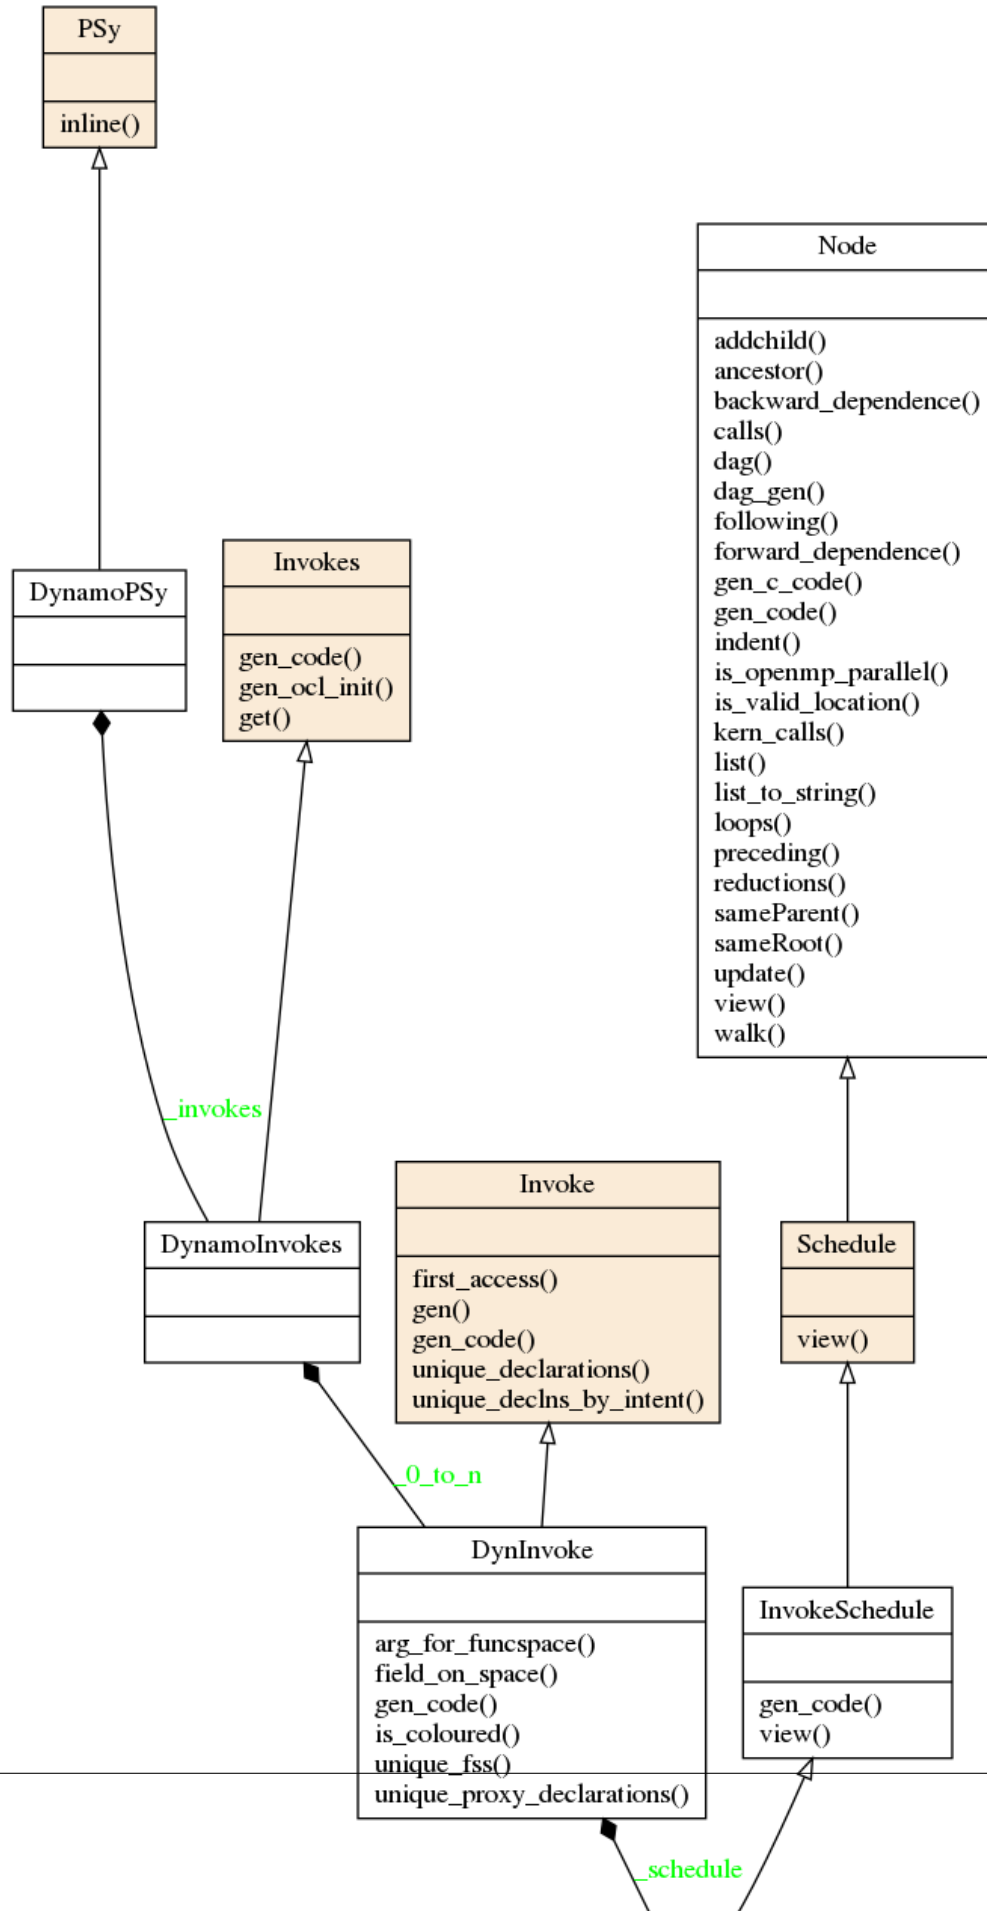 PSy
inline()
Node
addchild()
ancestor()
backward_dependence()
calls()
dag()
dag_gen()
following()
forward_dependence()
gen_c_code()
gen_code()
indent()
is_openmp_parallel()
is_valid_location()
kern_calls()
list()
list_to_string()
loops()
preceding()
reductions()
sameParent()
sameRoot()
update()
view()
walk()
DynamoPSy
Invokes
gen_code()
gen_ocl_init()
get()
_invokes
DynamoInvokes
Invoke
first_access()
gen()
gen_code()
unique_declarations()
unique_declns_by_intent()
Schedule
view()
_0_to_n
DynInvoke
arg_for_funcspace()
field_on_space()
gen_code()
is_coloured()
unique_fss()
unique_proxy_declarations()
InvokeSchedule
gen_code()
view()
_schedule